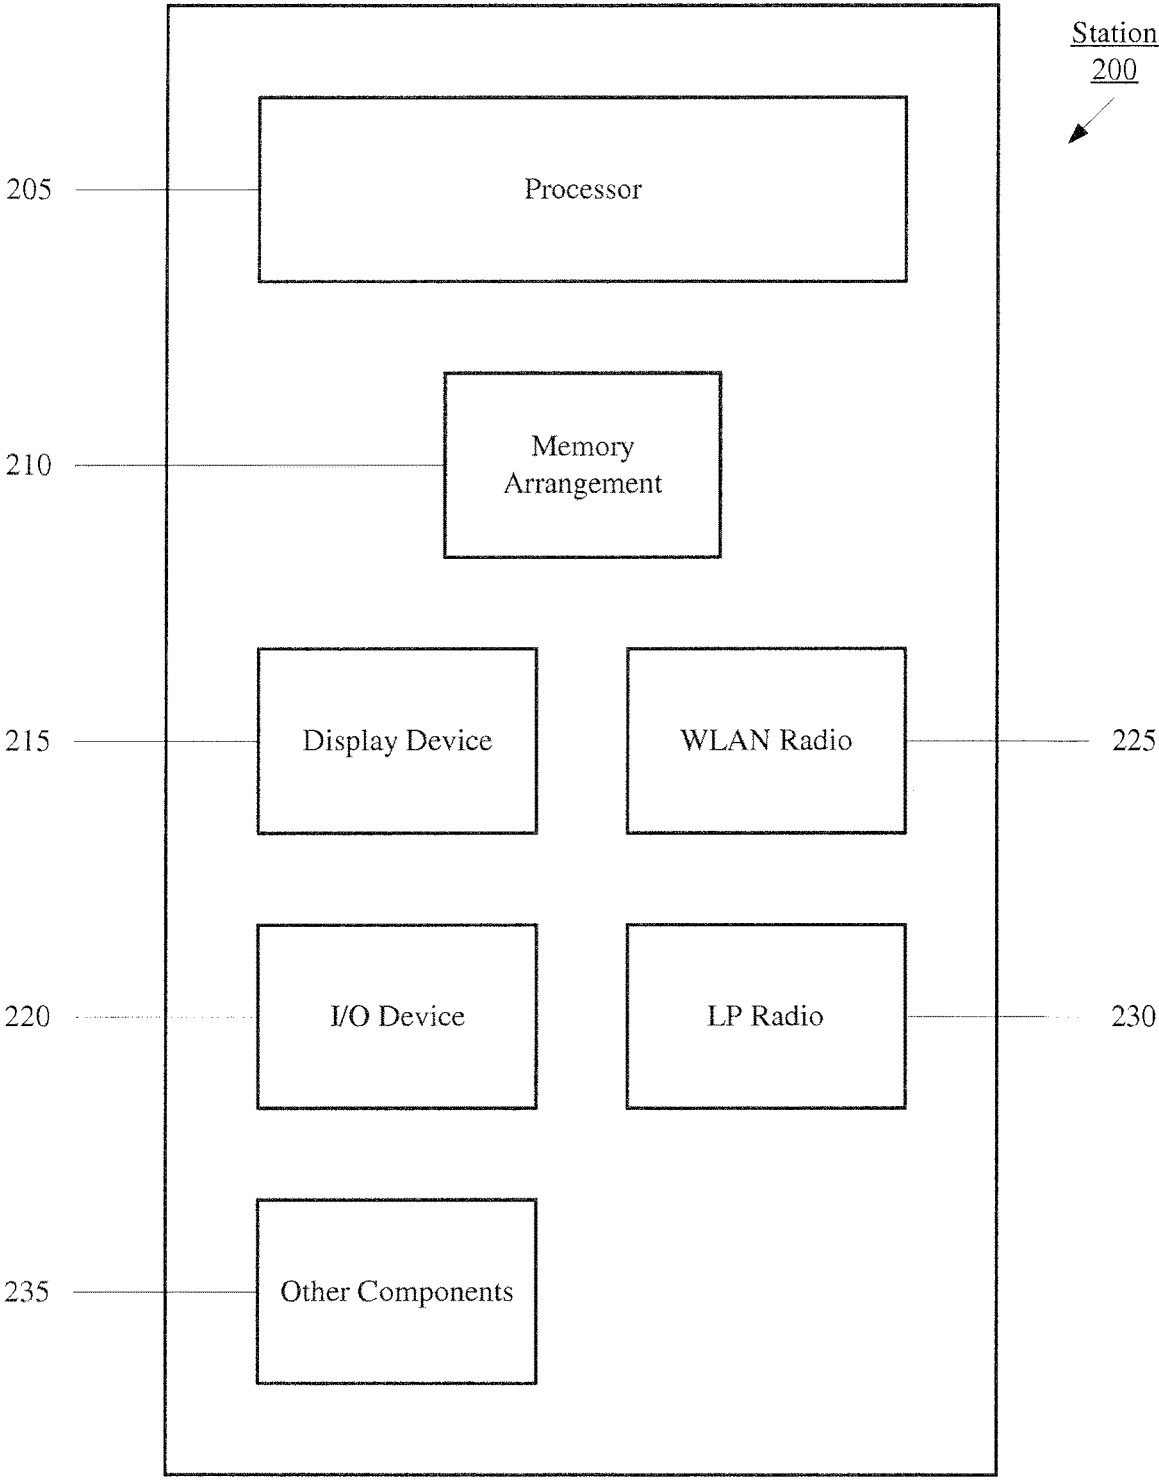 Station
200
205
Processor
210
Memory
Arrangement
215
Display Device
WLAN Radio
225
220
I/O Device
LP Radio
230
235
Other Components